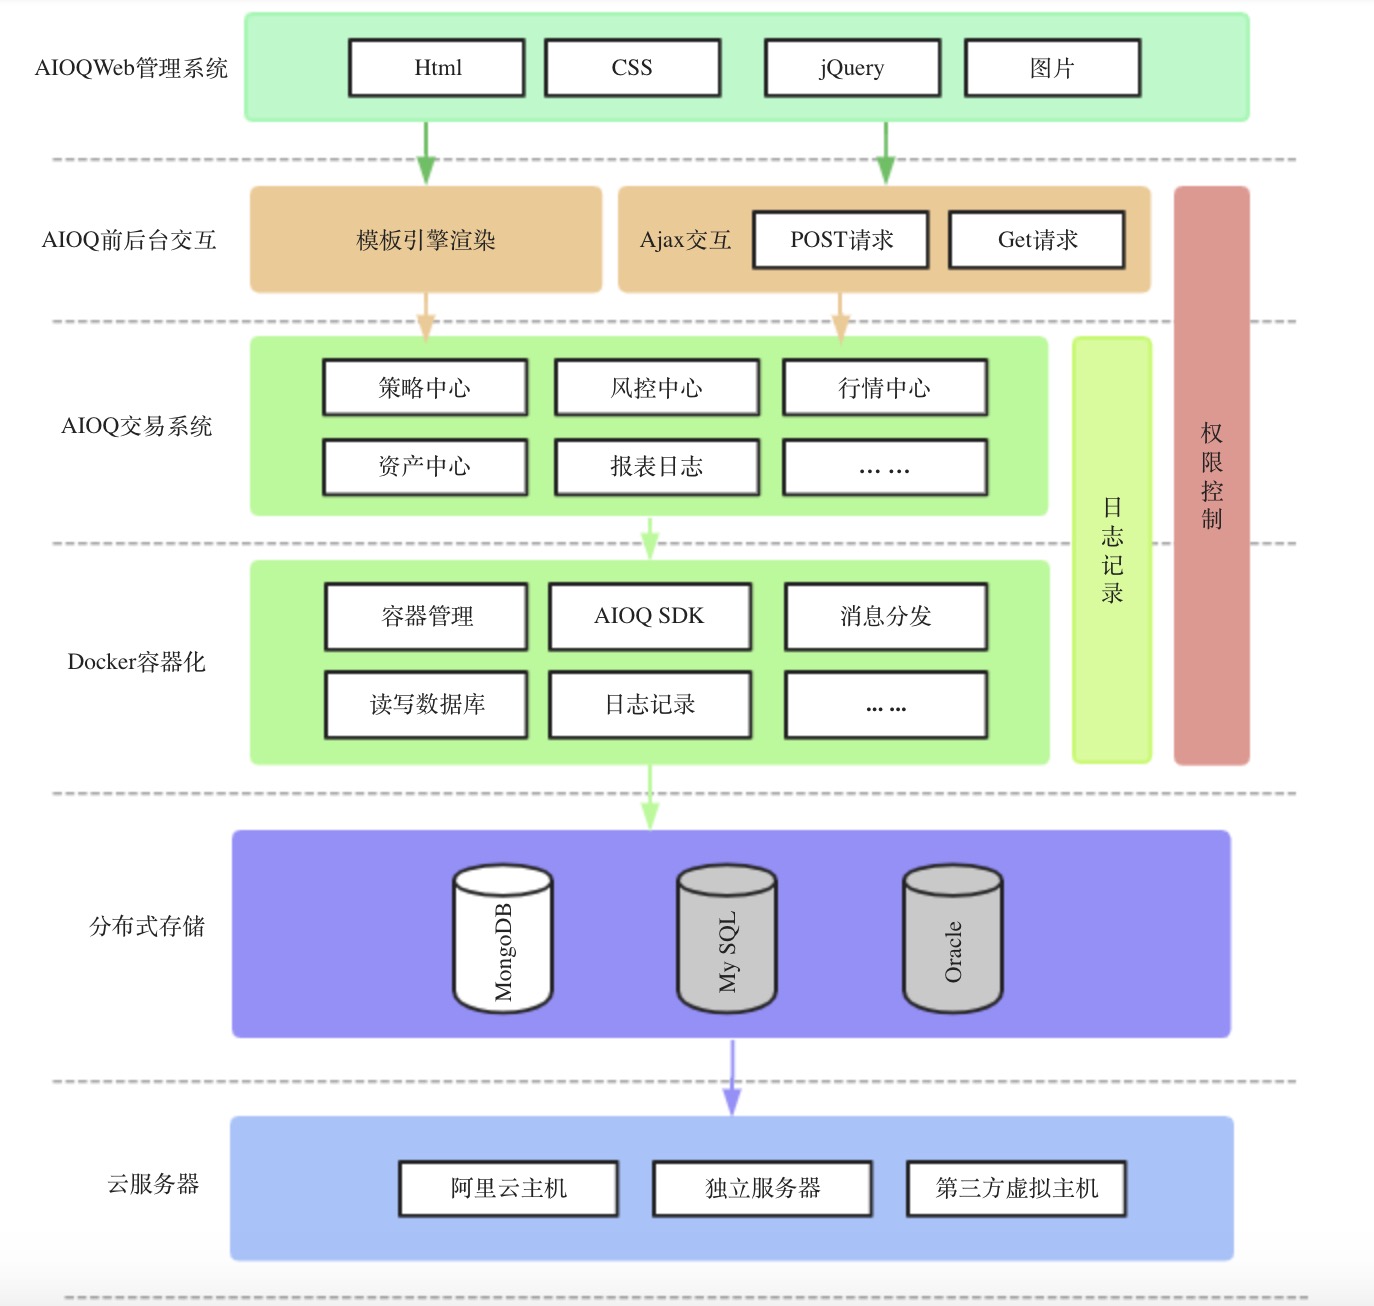 AIOQWeb管理系统
Html
CSS
jQuery
图片
AIOQ前后台交互
模板引擎渲染
Ajax交互
POST请求
Get请求
权限控制
AIOQ交易系统
策略中心
风控中心
行情中心
资产中心
报表日志
... ...
日志记录
Docker容器化
容器管理
AIOQ SDK
消息分发
读写数据库
日志记录
... ...
分布式存储
MongoDB
My SQL
Oracle
云服务器
阿里云主机
独立服务器
第三方虚拟主机